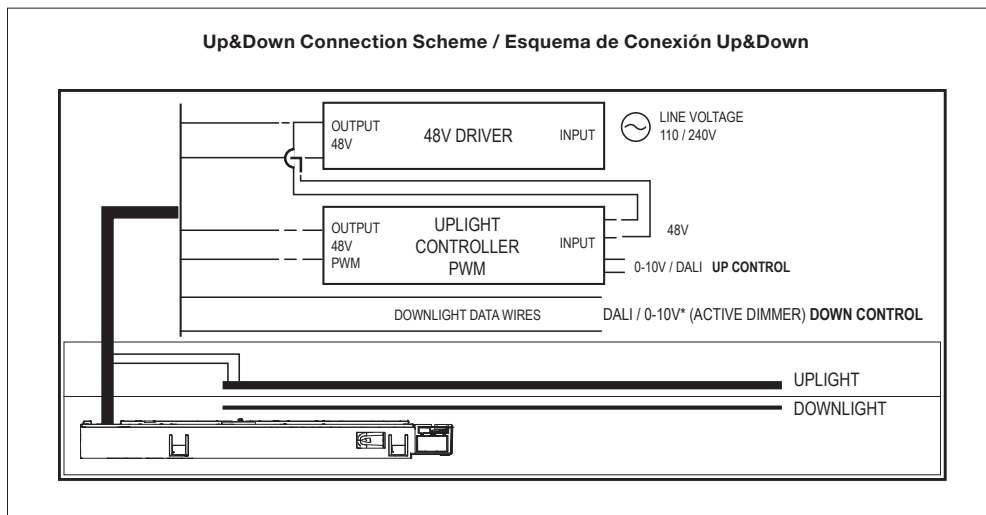 Up&Down Connection Scheme / Esquema de Conexión Up&Down
OUTPUT
48V
48V DRIVER
INPUT
LINE VOLTAGE
110 / 240V
OUTPUT
48V
PWM
UPLIGHT
CONTROLLER
PWM
INPUT
48V
0-10V / DALI UP CONTROL
DOWNLIGHT DATA WIRES
DALI / 0-10V* (ACTIVE DIMMER) DOWN CONTROL
UPLIGHT
DOWNLIGHT